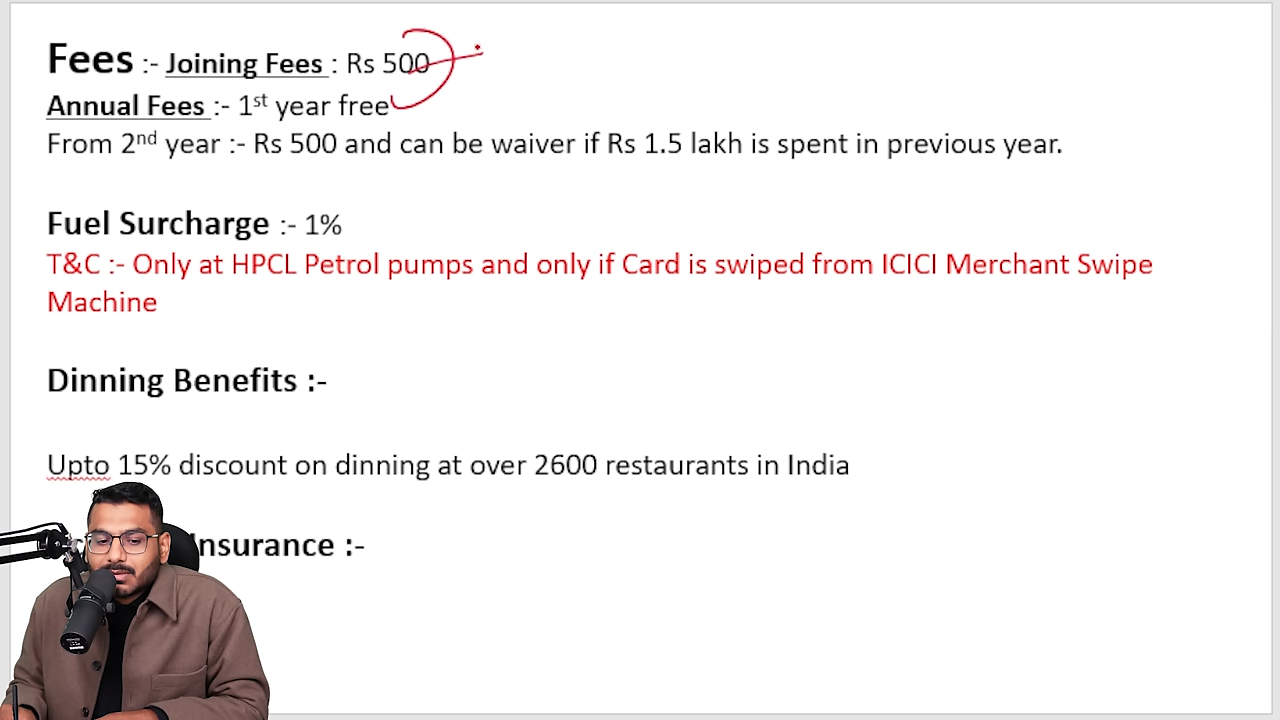 Fees :- Joining Fees : Rs 500
Annual Fees :- 1st year free
From 2nd year :- Rs 500 and can be waiver if Rs 1.5 lakh is spent in previous year.
Fuel Surcharge :- 1%
T&C :- Only at HPCL Petrol pumps and only if Card is swiped from ICICI Merchant Swipe
Machine
Dinning Benefits :-
Upto 15% discount on dinning at over 2600 restaurants in India
Insurance :-